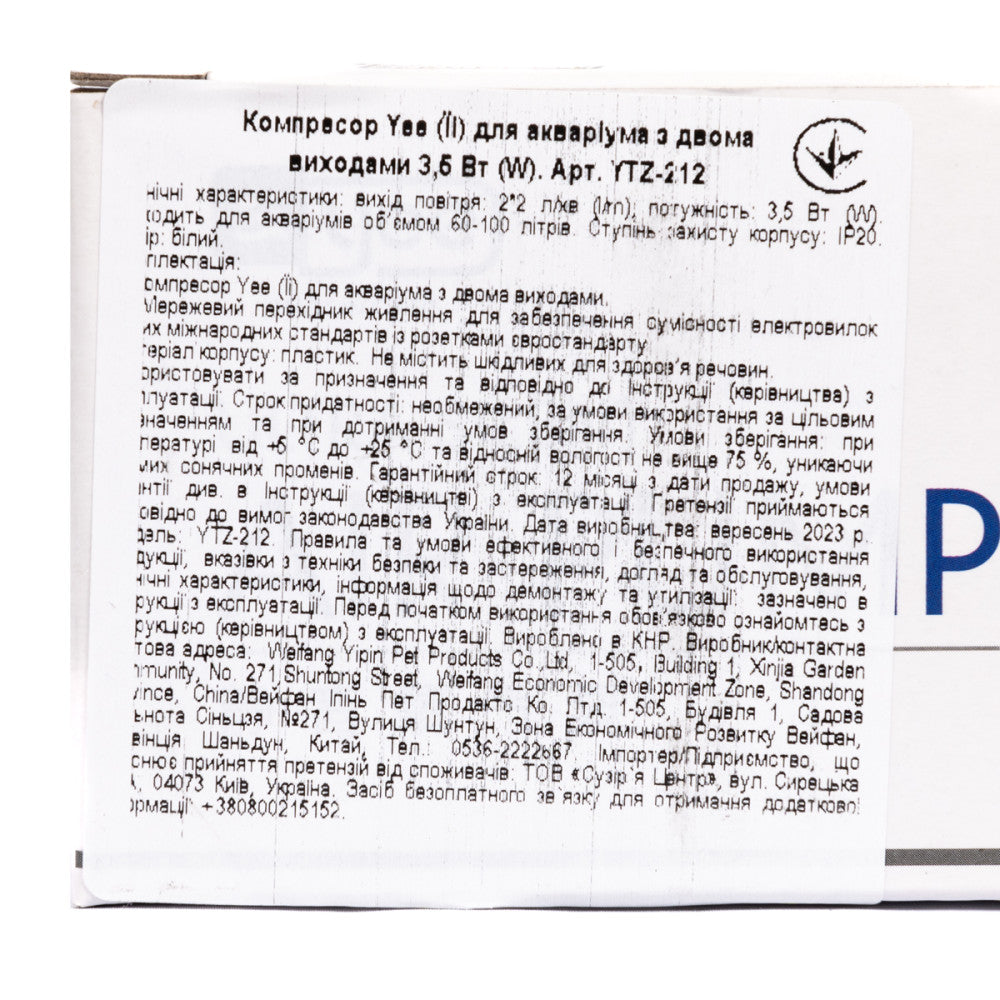 Компресор Yee (Її) для акваріума з двома
виходами 3,5 Вт (W). Арт. YTZ-212
нічні характеристики: вихід повітря: 2*2 л/хв (l/m); потужність: 3,5 Вт (W).
одить для акваріумів об'ємом 60-100 літрів. Ступінь захисту корпусу: IP20.
ір: білий.
плектація:
омпресор Yee (Її) для акваріума з двома виходами.
Мережевий перехідник живлення для забезпечення сумісності електровилок
их міжнародних стандартів із розетками євростандарту
теріал корпусу: пластик. Не містить шкідливих для здоров'я речовин.
ористовувати за призначення та відповідно до Інструкції (керівництва) з
плуатації. Строк придатності: необмежений, за умови використання за цільовим
значенням та при дотриманні умов зберігання. Умови зберігання: при
пературі від +5 °C до +25 °C та відносній вологості не вище 75 %, уникаючи
мих сонячних променів. Гарантійний строк: 12 місяці з дати продажу, умови
нтії див. в Інструкції (керівництві) з експлуатації. Претензії приймаються
овідно до вимог законодавства України. Дата виробництва: вересень 2023 р.
дель: YTZ-212. Правила та умови ефективного і безпечного використання
дукції, вказівки з техніки безпеки та застереження, догляд та обслуговування,
нічні характеристики, інформація щодо демонтажу та утилізації: зазначено в
рукції з експлуатації. Перед початком використання обов'язково ознайомтесь з
рукцією (керівництвом) з експлуатації. Вироблено в КНР. Виробник/контактна
това адреса: Weifang Yipin Pet Products Co.,Ltd, 1-505, Building 1, Xinjia Garden
mmunity, No. 271,Shuntong Street, Weifang Economic Development Zone, Shandong
vince, China/Вейфан Іпінь Пет Продактс Ко. Лтд. 1-505, Будівля 1, Садова
льнота Сіньцзя, №271, Вулиця Шунтун, Зона Економічного Розвитку Вейфан,
вінція Шаньдун, Китай, Тел.: 0536-2222667. Імпортер/Підприємство, що
снює прийняття претензій від споживачів: ТОВ «Сузір'я Центр», вул. Сирецька
, 04073 Київ, Україна. Засіб безоплатного зв'язку для отримання додаткової
ормації: +380800215152.
P